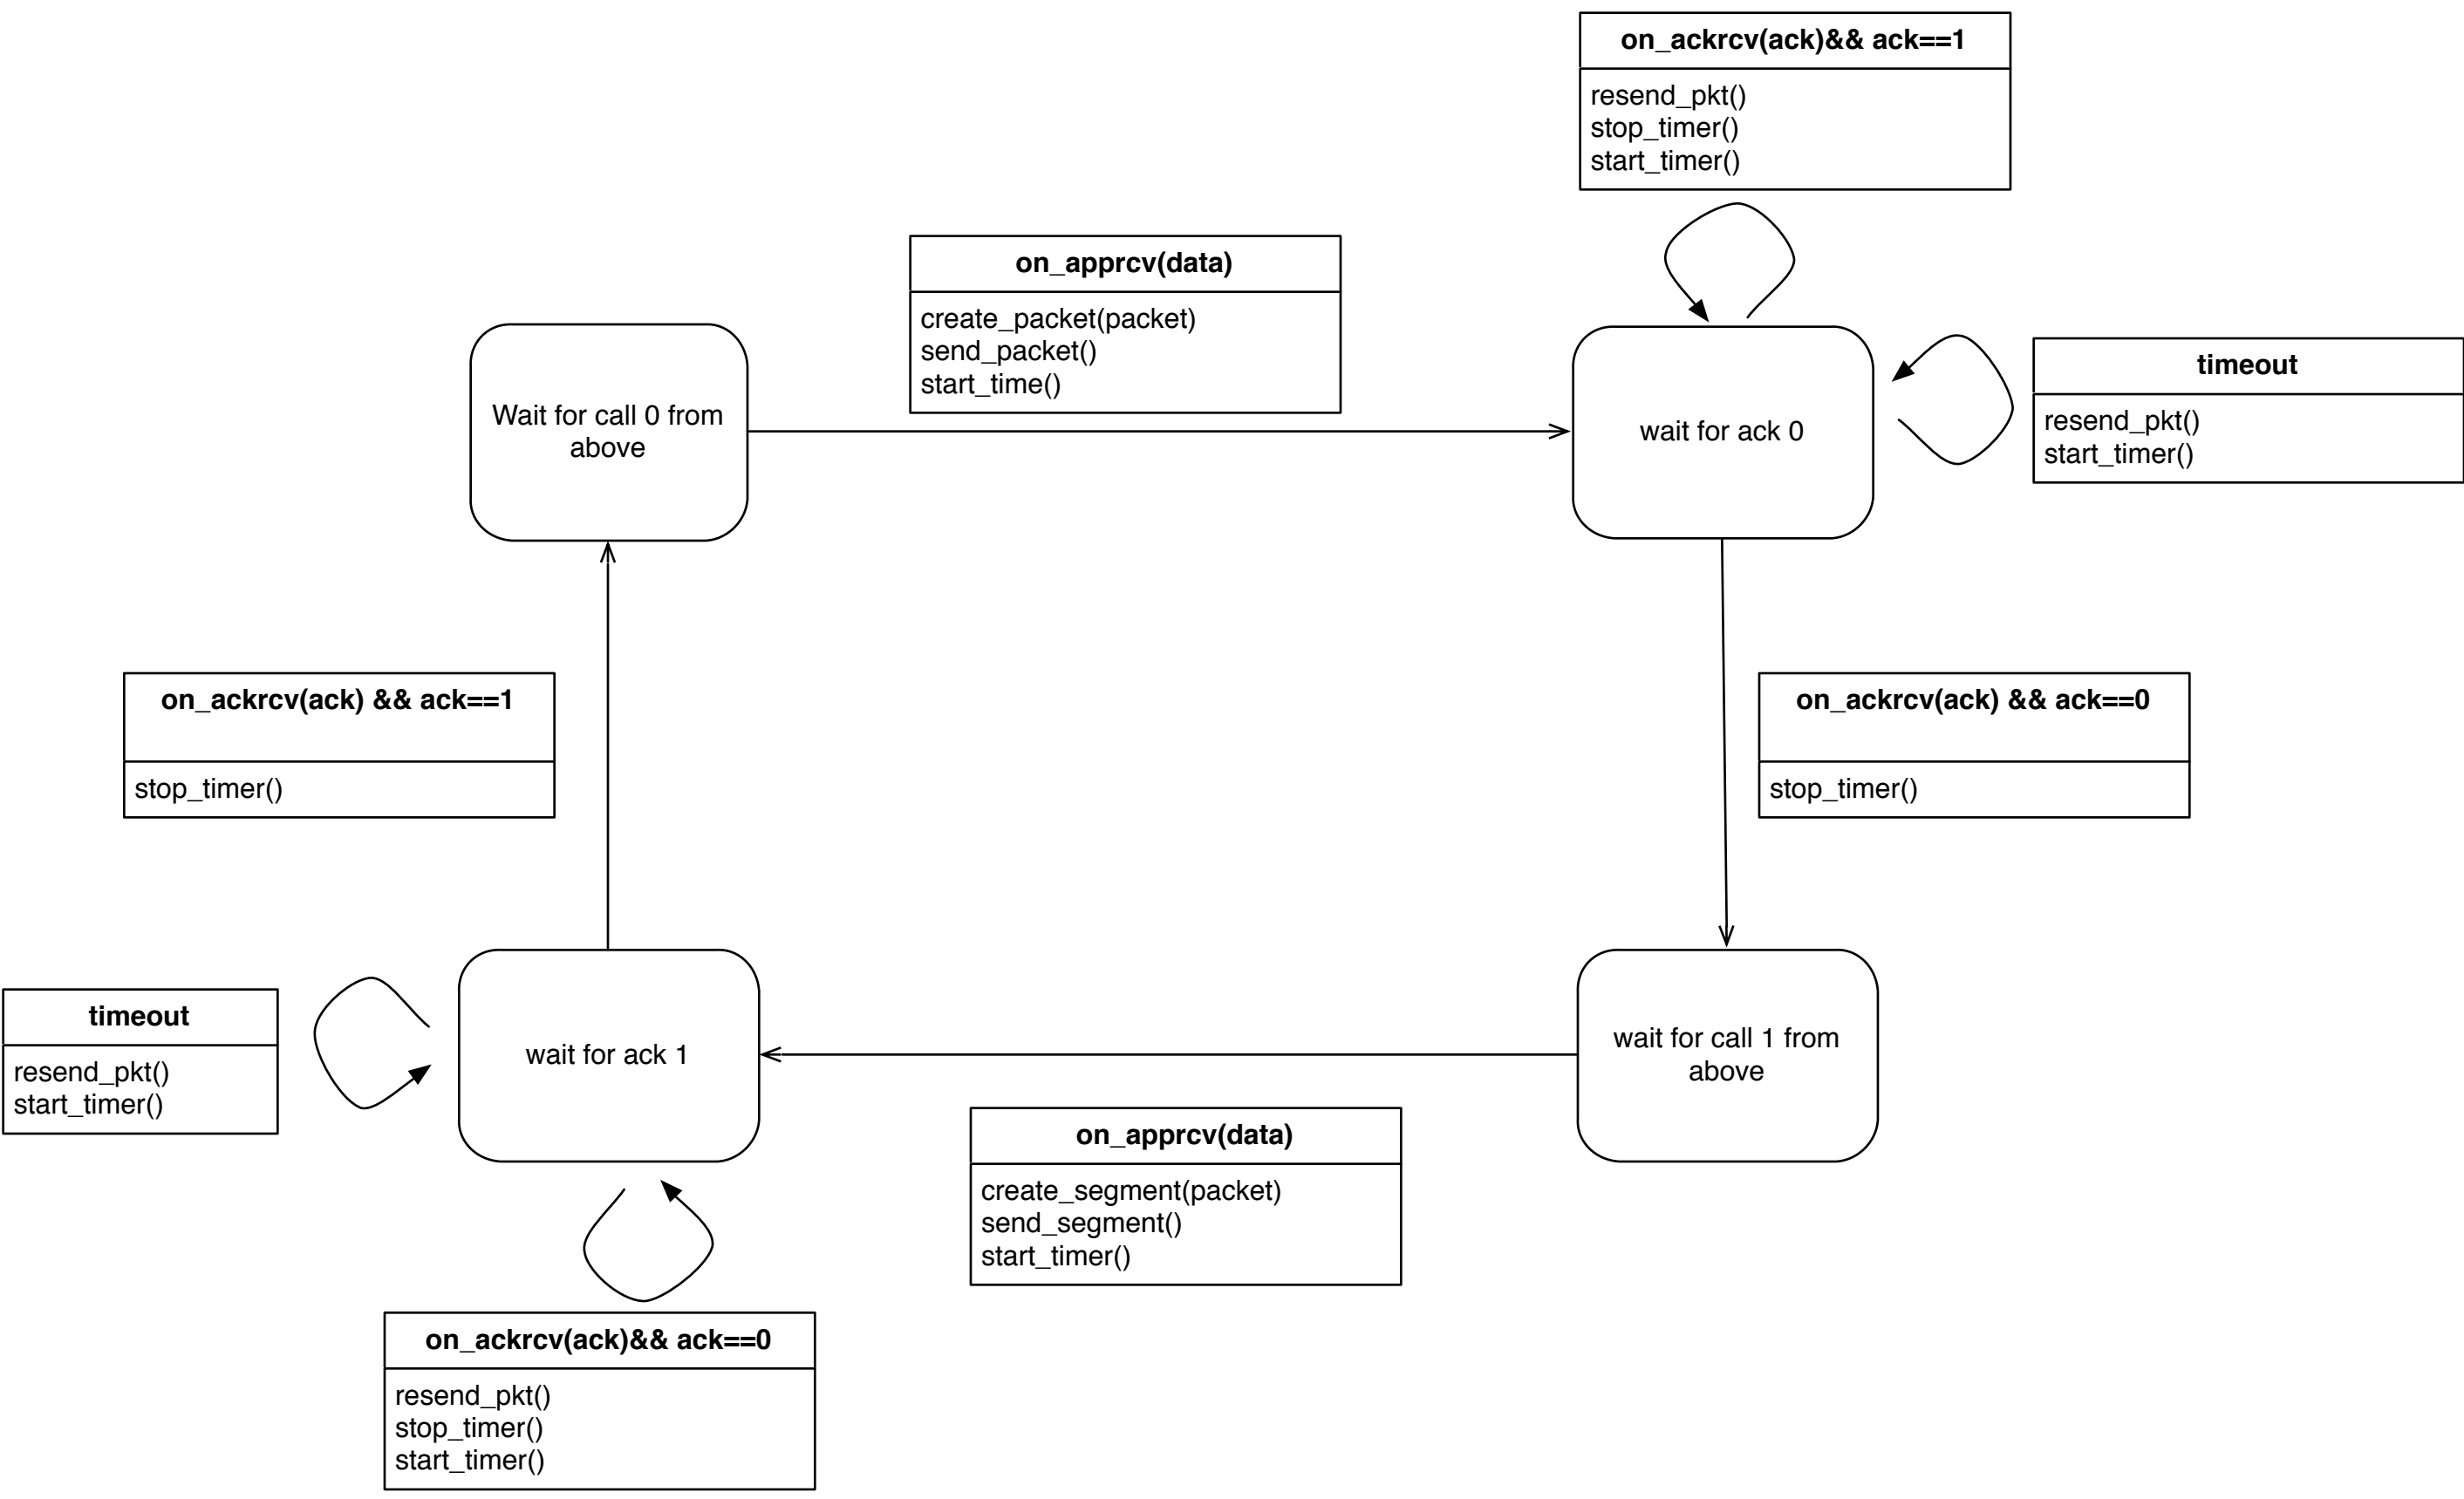 on_ackrcv(ack)&& ack==1
resend_pkt()
stop_timer()
start_timer()
on_apprcv(data)
create_packet(packet)
send_packet()
start_time()
Wait for call 0 from
above
wait for ack 0
timeout
resend_pkt()
start_timer()
on_ackrcv(ack) && ack==1
stop_timer()
on_ackrcv(ack) && ack==0
stop_timer()
timeout
resend_pkt()
start_timer()
wait for ack 1
wait for call 1 from
above
on_apprcv(data)
create_segment(packet)
send_segment()
start_timer()
on_ackrcv(ack)&& ack==0
resend_pkt()
stop_timer()
start_timer()